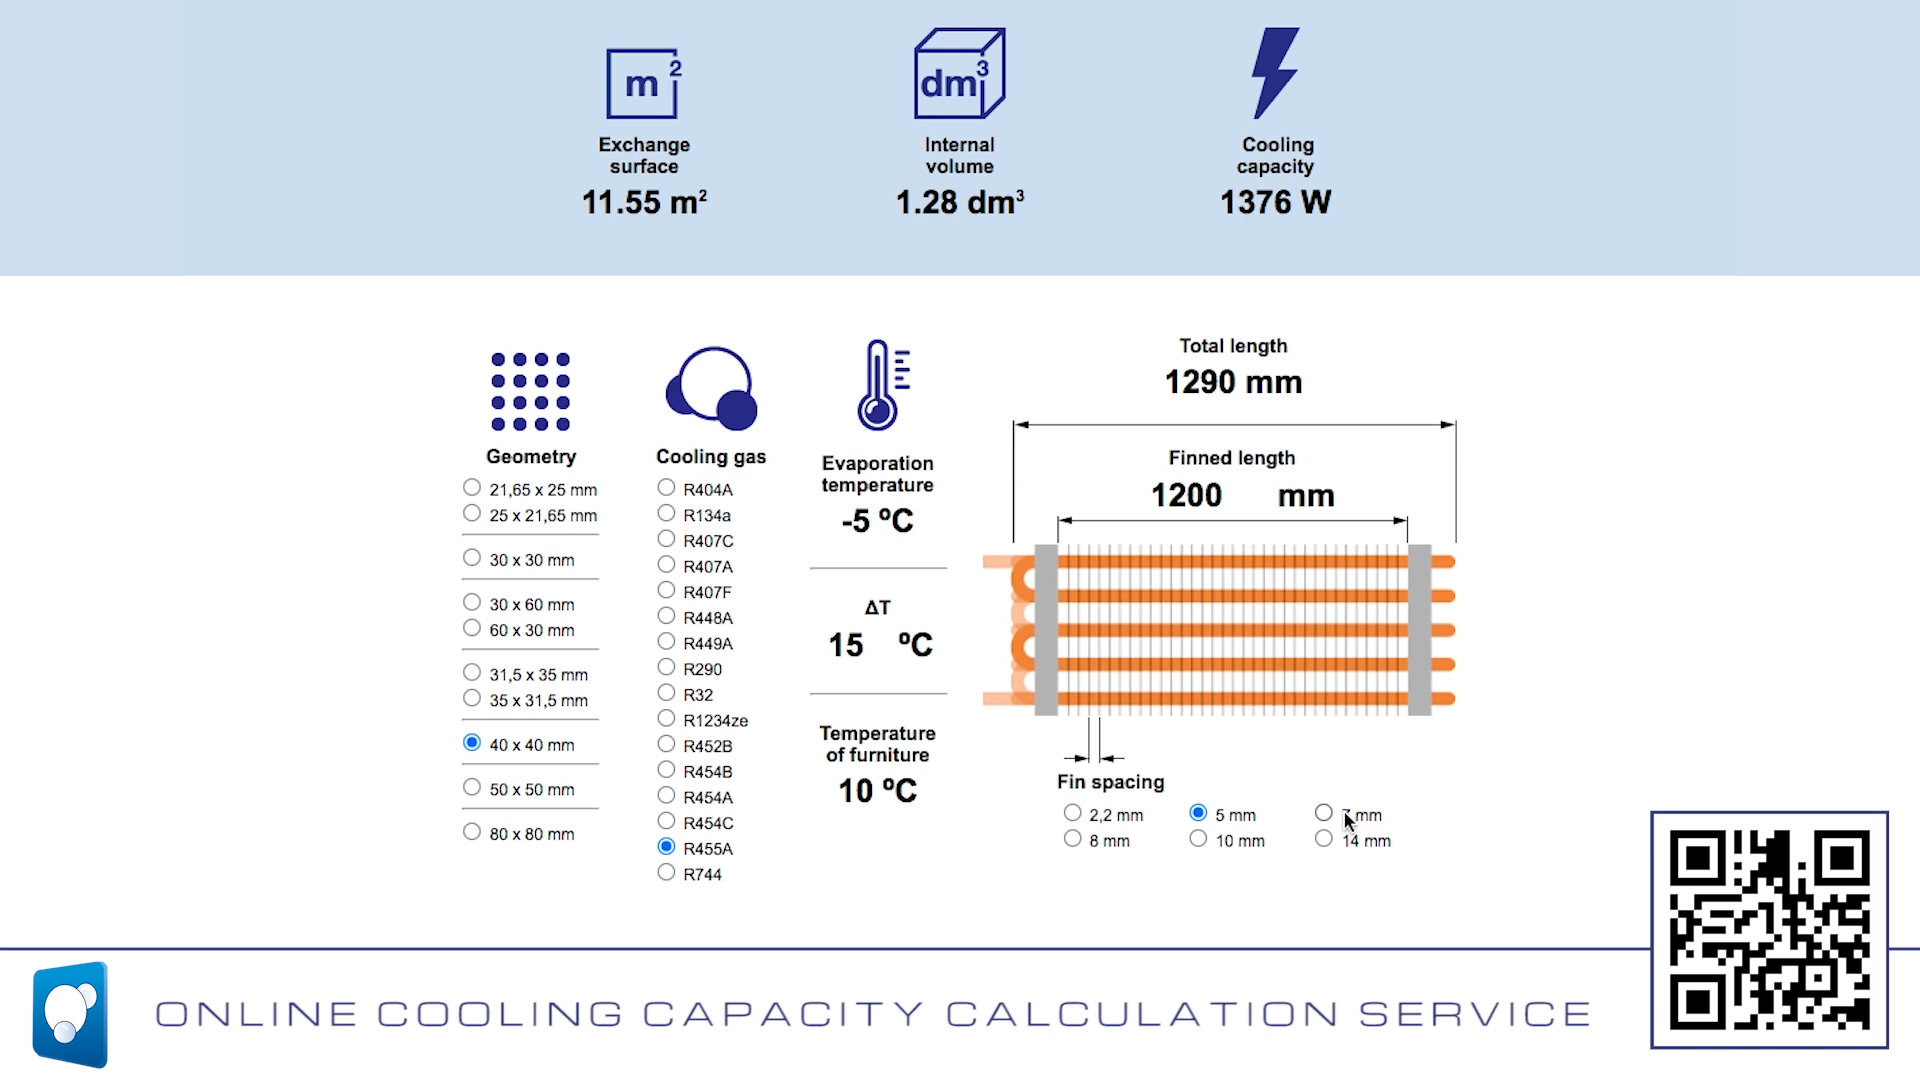 m²
dm³
Exchange
surface
11.55 m²
Internal
volume
1.28 dm³
Cooling
capacity
1376 W
Geometry
21,65 x 25 mm
25 x 21,65 mm
30 x 30 mm
30 x 60 mm
60 x 30 mm
31,5 x 35 mm
35 x 31,5 mm
40 x 40 mm
50 x 50 mm
80 x 80 mm
Cooling gas
R404A
R134a
R407C
R407A
R407F
R448A
R449A
R290
R32
R1234ze
R452B
R454B
R454A
R454C
R455A
R744
Evaporation
temperature
-5 ºC
ΔT
15 ºC
Temperature
of furniture
10 ºC
Total length
1290 mm
Finned length
1200 mm
Fin spacing
2,2 mm
5 mm
mm
8 mm
10 mm
14 mm
ONLINE COOLING CAPACITY CALCULATION SERVICE